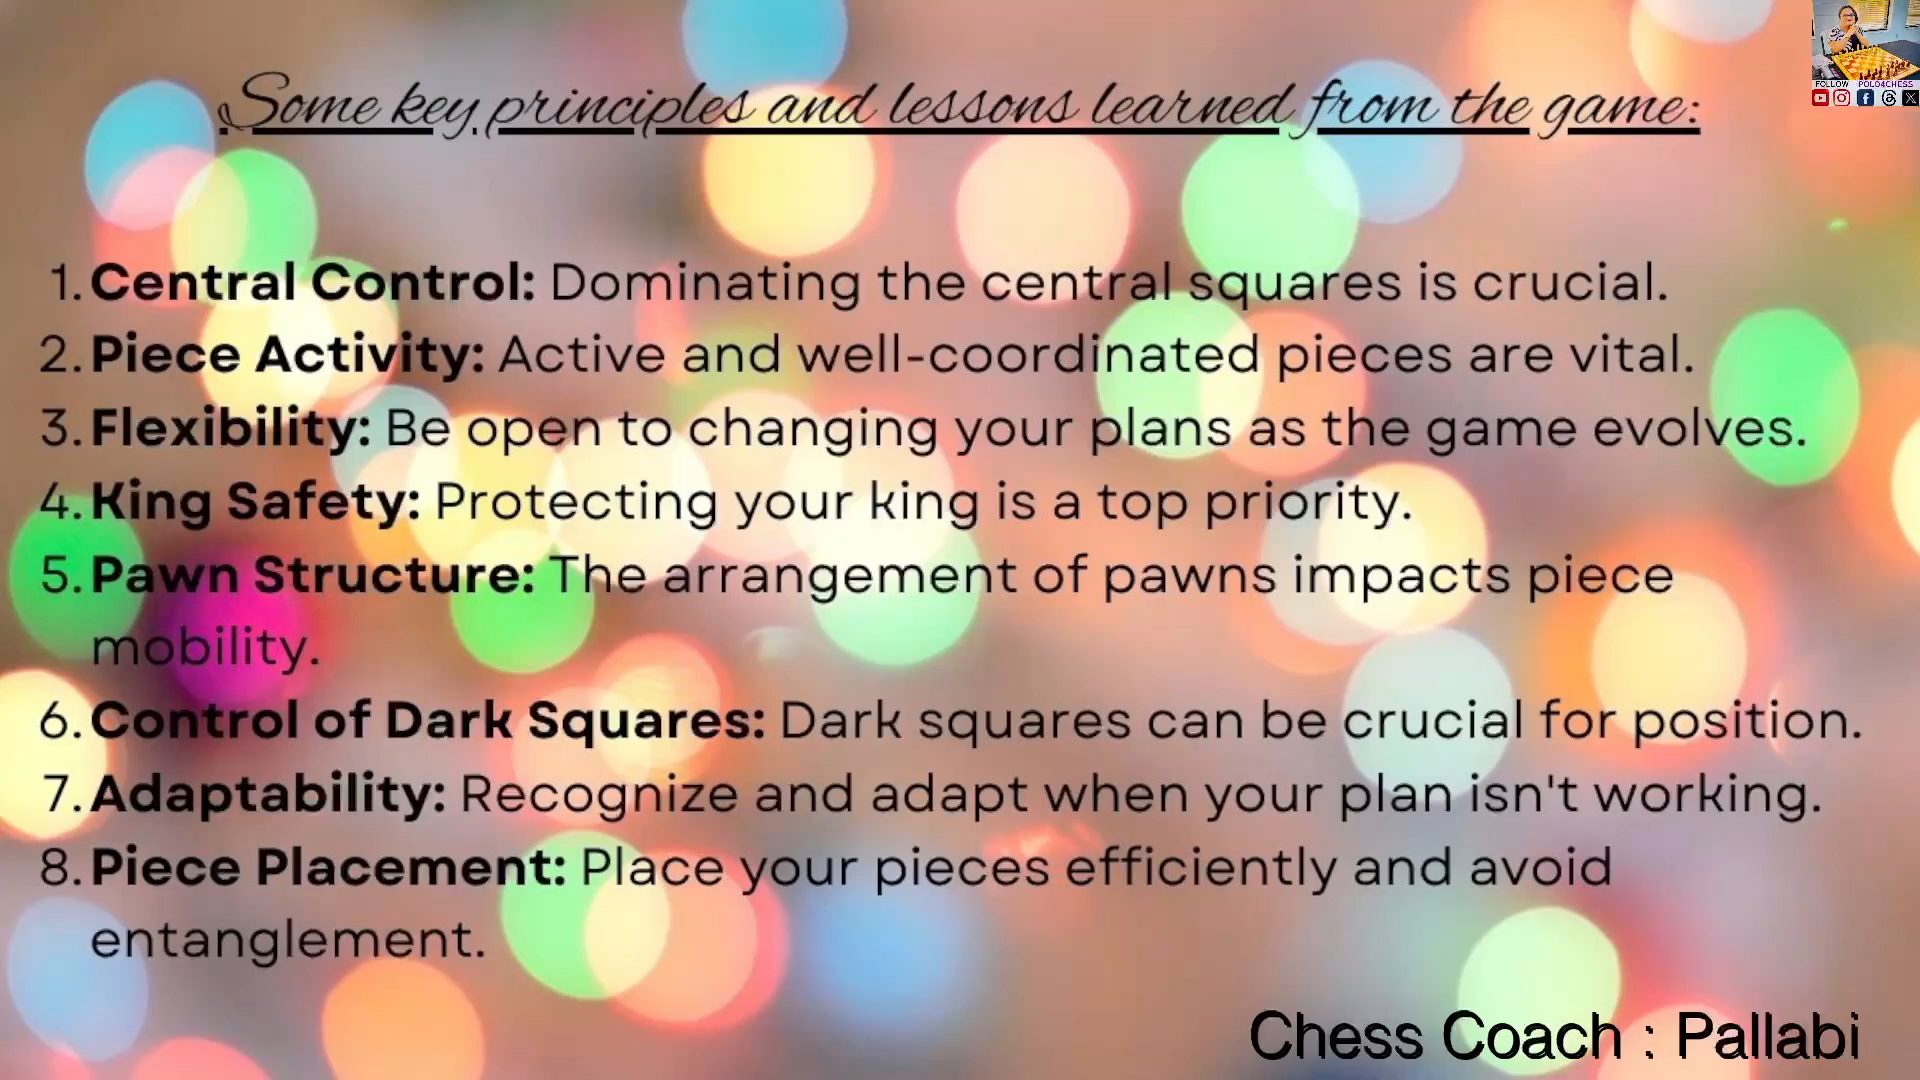 Some key principles and lessons learned from the game:
FOLLOW POLO4CHESS
1. Central Control: Dominating the central squares is crucial.
2. Piece Activity: Active and well-coordinated pieces are vital.
3. Flexibility: Be open to changing your plans as the game evolves.
4. King Safety: Protecting your king is a top priority.
5. Pawn Structure: The arrangement of pawns impacts piece
mobility.
6. Control of Dark Squares: Dark squares can be crucial for position.
7. Adaptability: Recognize and adapt when your plan isn't working.
8. Piece Placement: Place your pieces efficiently and avoid
entanglement.
Chess Coach : Pallabi